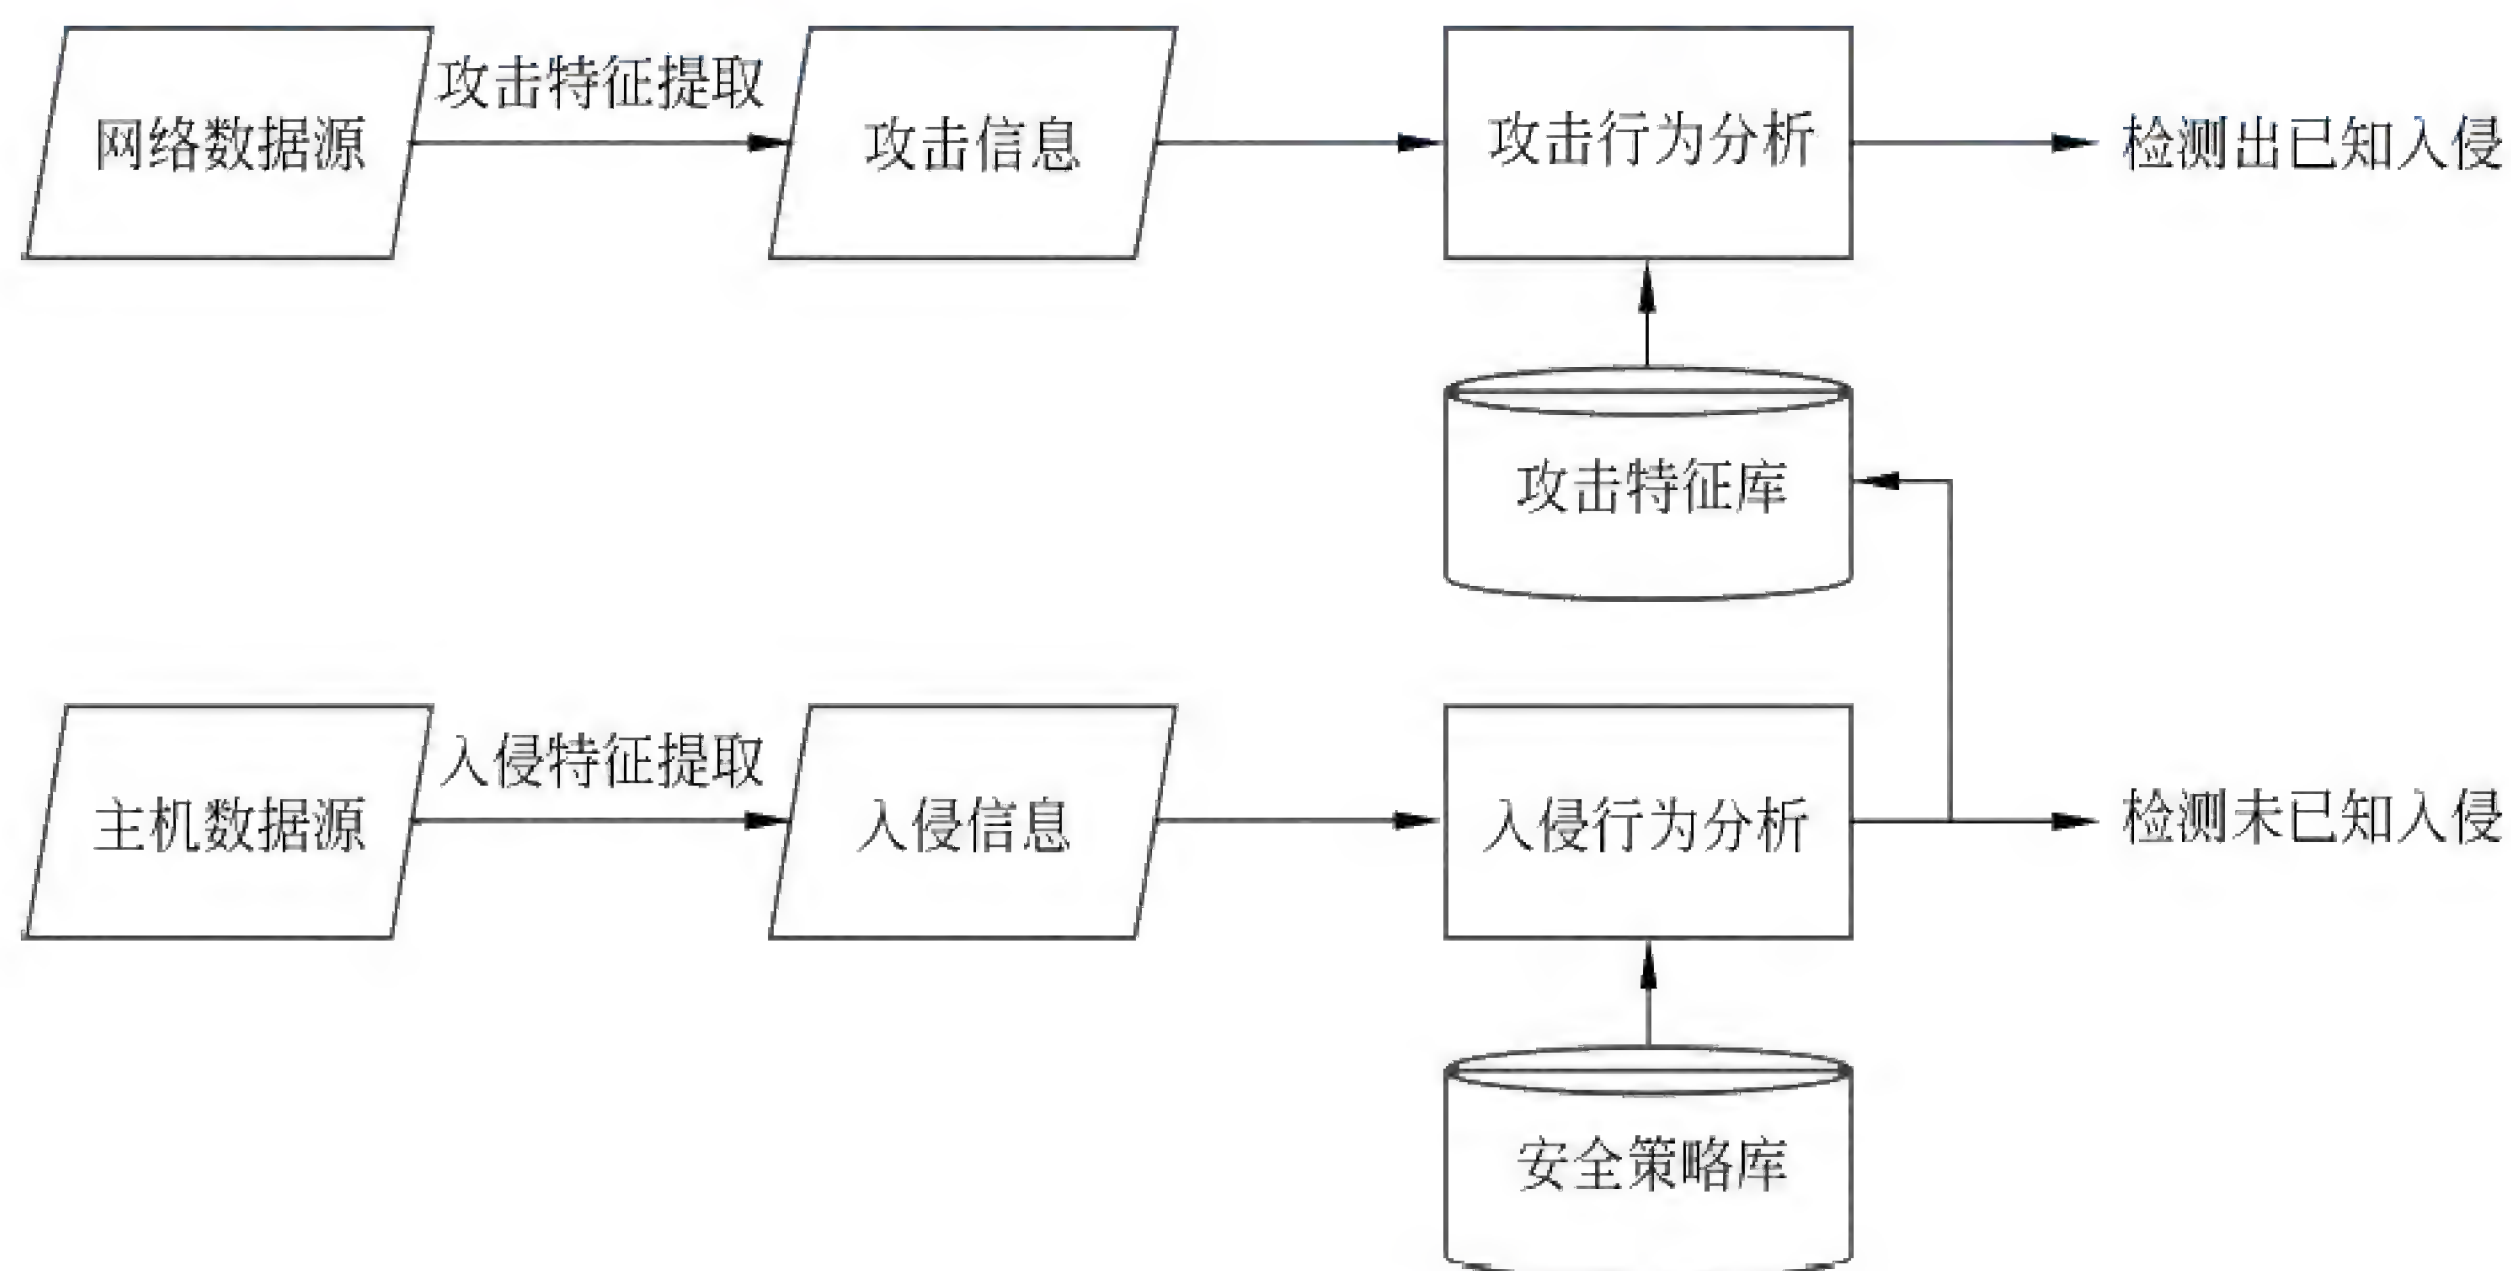 攻击特征提取
网络数据源
攻击信息
攻击行为分析
检测出已知入侵
攻击特征库
入侵特征提取
主机数据源
入侵信息
入侵行为分析
检测未已知入侵
安全策略库